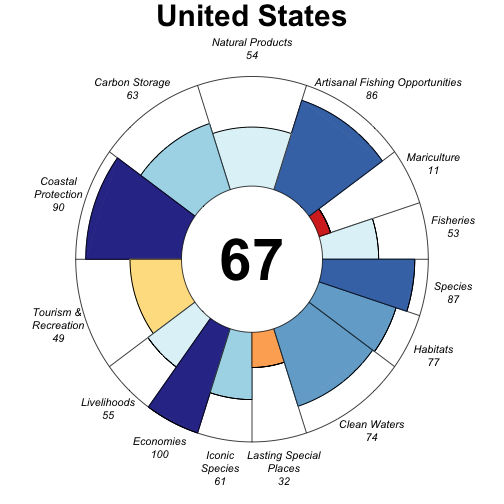 United States
Natural Products
54
Artisanal Fishing Opportunities
86
Mariculture
11
Fisheries
53
Species
87
Habitats
77
Clean Waters
74
Lasting Special
Places
32
Iconic
Species
61
Economies
100
Livelihoods
55
Tourism &
Recreation
49
Coastal
Protection
90
Carbon Storage
63
67